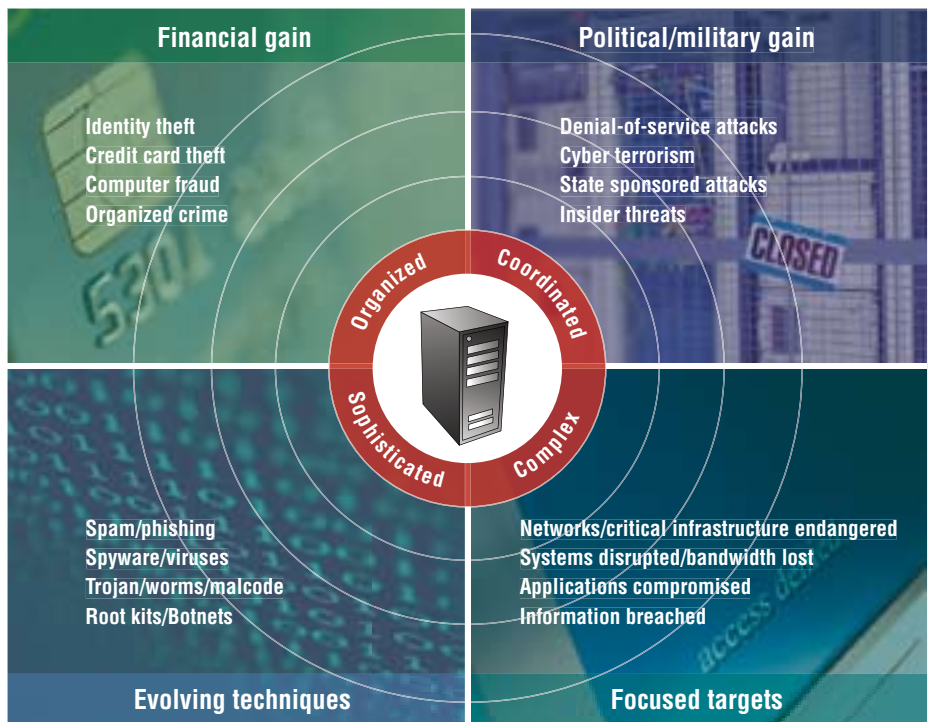 Financial gain
Identity theft
Credit card theft
Computer fraud
Organized crime
5301
Political/military gain
Denial-of-service attacks
Cyber terrorism
State sponsored attacks
Insider threats
CLOSED
Organized
Coordinated
Sophisticated
Complex
Spam/phishing
Spyware/viruses
Trojan/worms/malcode
Root kits/Botnets
Evolving techniques
Networks/critical infrastructure endangered
Systems disrupted/bandwidth lost
Applications compromised
Information breached
access
Focused targets